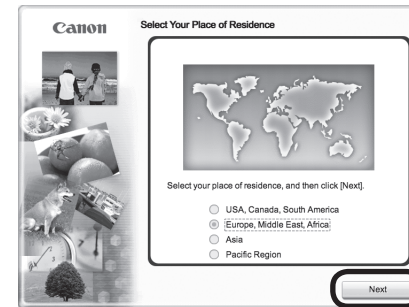 Canon
Select Your Place of Residence
Select your place of residence, and then click [Next].
USA, Canada, South America
Europe, Middle East, Africa
Asia
Pacific Region
Next